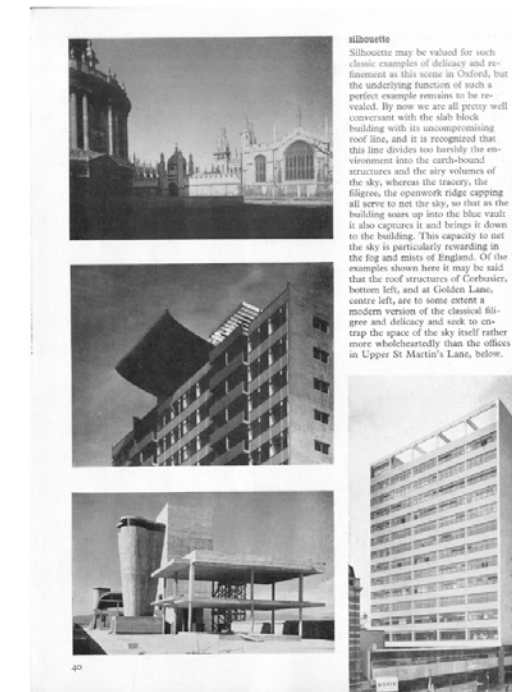 silhouette
Silhouette may be valued for such
classic examples of delicacy and re-
finement as this scene in Oxford, but
the underlying function of such a
perfect example remains to be re-
vealed. By now we are all pretty well
conversant with the slab block
building with its uncompromising
roof line, and it is recognized that
this line divides too harshly the en-
vironment into the earth-bound
structures and the airy volumes of
the sky, whereas the tracery, the
filigree, the openwork ridge capping
all serve to net the sky, so that as the
building soars up into the blue vault
it also captures it and brings it down
to the building. This capacity to net
the sky is particularly rewarding in
the fog and mists of England. Of the
examples shown here it may be said
that the roof structures of Corbusier,
bottom left, and at Golden Lane,
centre left, are to some extent a
modern version of the classical fili-
gree and delicacy and seek to en-
trap the space of the sky itself rather
more wholeheartedly than the offices
in Upper St Martin's Lane, below.
40